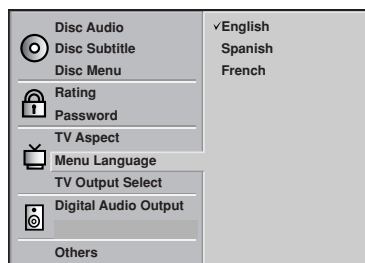 Disc Audio
Disc Subtitle
Disc Menu
Rating
Password
TV Aspect
Menu Language
TV Output Select
Digital Audio Output
Others
✓English
Spanish
French